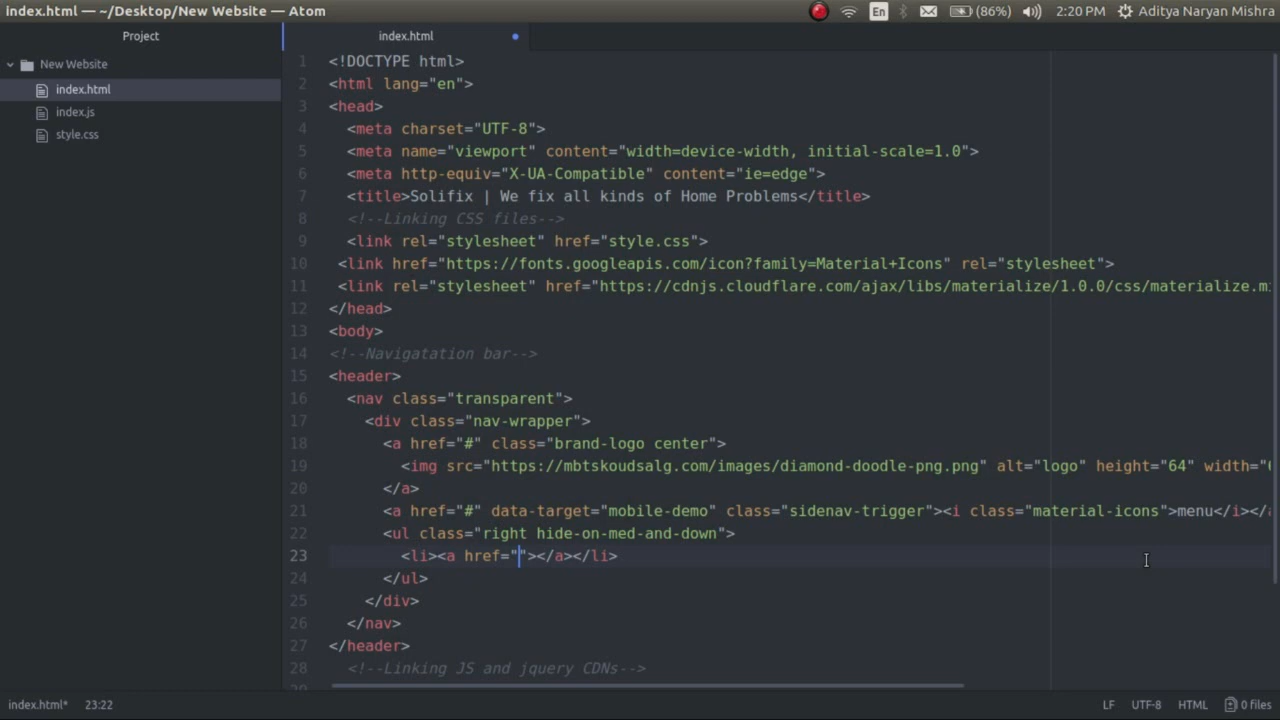 index.html — ~/Desktop/New Website — Atom
En (86%) 2:20 PM Aditya Naryan Mishra
Project
index.html
New Website
index.html
index.js
style.css
1 <!DOCTYPE html>
2 <html lang="en">
3 <head>
4 <meta charset="UTF-8">
5 <meta name="viewport" content="width=device-width, initial-scale=1.0">
6 <meta http-equiv="X-UA-Compatible" content="ie=edge">
7 <title>Solifix | We fix all kinds of Home Problems</title>
8 <!--Linking CSS files-->
9 <link rel="stylesheet" href="style.css">
10 <link href="https://fonts.googleapis.com/icon?family=Material+Icons" rel="stylesheet">
11 <link rel="stylesheet" href="https://cdnjs.cloudflare.com/ajax/libs/materialize/1.0.0/css/materialize.m
12 </head>
13 <body>
14 <!--Navigatation bar-->
15 <header>
16 <nav class="transparent">
17 <div class="nav-wrapper">
18 <a href="#" class="brand-logo center">
19 <img src="https://mbtskoudsalg.com/images/diamond-doodle-png.png" alt="logo" height="64" width="
20 </a>
21 <a href="#" data-target="mobile-demo" class="sidenav-trigger"><i class="material-icons">menu</i></
22 <ul class="right hide-on-med-and-down">
23 <li><a href=""></a></li>
24 </ul>
25 </div>
26 </nav>
27 </header>
28 <!--Linking JS and jquery CDNs-->
index.html* 23:22
LF UTF-8 HTML 0 files